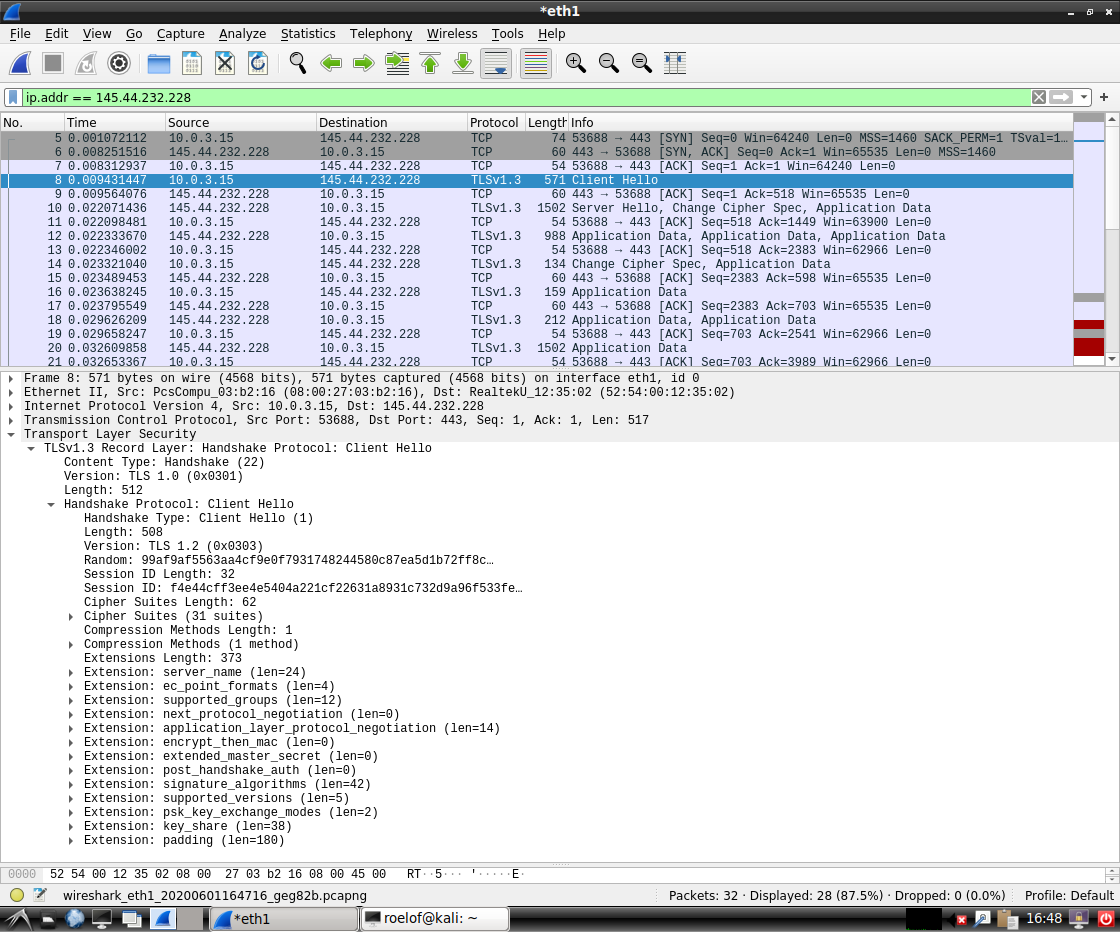 *eth1
File Edit View Go Capture Analyze Statistics Telephony Wireless Tools Help
ip.addr == 145.44.232.228
No. Time Source Destination Protocol Length Info
5 0.001072112 10.0.3.15 145.44.232.228 TCP 74 53688 → 443 [SYN] Seq=0 Win=64240 Len=0 MSS=1460 SACK_PERM=1 TSval=1…
6 0.008251516 145.44.232.228 10.0.3.15 TCP 60 443 → 53688 [SYN, ACK] Seq=0 Ack=1 Win=65535 Len=0 MSS=1460
7 0.008312937 10.0.3.15 145.44.232.228 TCP 54 53688 → 443 [ACK] Seq=1 Ack=1 Win=64240 Len=0
8 0.009431447 10.0.3.15 145.44.232.228 TLSv1.3 571 Client Hello
9 0.009564076 145.44.232.228 10.0.3.15 TCP 60 443 → 53688 [ACK] Seq=1 Ack=518 Win=65535 Len=0
10 0.022071436 145.44.232.228 10.0.3.15 TLSv1.3 1502 Server Hello, Change Cipher Spec, Application Data
11 0.022098481 10.0.3.15 145.44.232.228 TCP 54 53688 → 443 [ACK] Seq=518 Ack=1449 Win=63900 Len=0
12 0.022333670 145.44.232.228 10.0.3.15 TLSv1.3 988 Application Data, Application Data, Application Data
13 0.022346002 10.0.3.15 145.44.232.228 TCP 54 53688 → 443 [ACK] Seq=518 Ack=2383 Win=62966 Len=0
14 0.023321040 10.0.3.15 145.44.232.228 TLSv1.3 134 Change Cipher Spec, Application Data
15 0.023489453 145.44.232.228 10.0.3.15 TCP 60 443 → 53688 [ACK] Seq=2383 Ack=598 Win=65535 Len=0
16 0.023638245 10.0.3.15 145.44.232.228 TLSv1.3 159 Application Data
17 0.023795549 145.44.232.228 10.0.3.15 TCP 60 443 → 53688 [ACK] Seq=2383 Ack=703 Win=65535 Len=0
18 0.029626209 145.44.232.228 10.0.3.15 TLSv1.3 212 Application Data, Application Data
19 0.029658247 10.0.3.15 145.44.232.228 TCP 54 53688 → 443 [ACK] Seq=703 Ack=2541 Win=62966 Len=0
20 0.032609858 145.44.232.228 10.0.3.15 TLSv1.3 1502 Application Data
21 0.032653367 10.0.3.15 145.44.232.228 TCP 54 53688 → 443 [ACK] Seq=703 Ack=3989 Win=62966 Len=0
Frame 8: 571 bytes on wire (4568 bits), 571 bytes captured (4568 bits) on interface eth1, id 0
Ethernet II, Src: PcsCompu_03:b2:16 (08:00:27:03:b2:16), Dst: RealtekU_12:35:02 (52:54:00:12:35:02)
Internet Protocol Version 4, Src: 10.0.3.15, Dst: 145.44.232.228
Transmission Control Protocol, Src Port: 53688, Dst Port: 443, Seq: 1, Ack: 1, Len: 517
Transport Layer Security
TLSv1.3 Record Layer: Handshake Protocol: Client Hello
Content Type: Handshake (22)
Version: TLS 1.0 (0x0301)
Length: 512
Handshake Protocol: Client Hello
Handshake Type: Client Hello (1)
Length: 508
Version: TLS 1.2 (0x0303)
Random: 99af9af5563aa4cf9e0f7931748244580c87ea5d1b72ff8c…
Session ID Length: 32
Session ID: f4e44cff3ee4e5404a221cf22631a8931c732d9a96f533fe…
Cipher Suites Length: 62
Cipher Suites (31 suites)
Compression Methods Length: 1
Compression Methods (1 method)
Extensions Length: 373
Extension: server_name (len=24)
Extension: ec_point_formats (len=4)
Extension: supported_groups (len=12)
Extension: next_protocol_negotiation (len=0)
Extension: application_layer_protocol_negotiation (len=14)
Extension: encrypt_then_mac (len=0)
Extension: extended_master_secret (len=0)
Extension: post_handshake_auth (len=0)
Extension: signature_algorithms (len=42)
Extension: supported_versions (len=5)
Extension: psk_key_exchange_modes (len=2)
Extension: key_share (len=38)
Extension: padding (len=180)
0000 52 54 00 12 35 02 08 00 27 03 b2 16 08 00 45 00 RT··5··· '·····E·
wireshark_eth1_20200601164716_geg82b.pcapng Packets: 32 · Displayed: 28 (87.5%) · Dropped: 0 (0.0%) Profile: Default
*eth1 roelof@kali: ~ 16:48